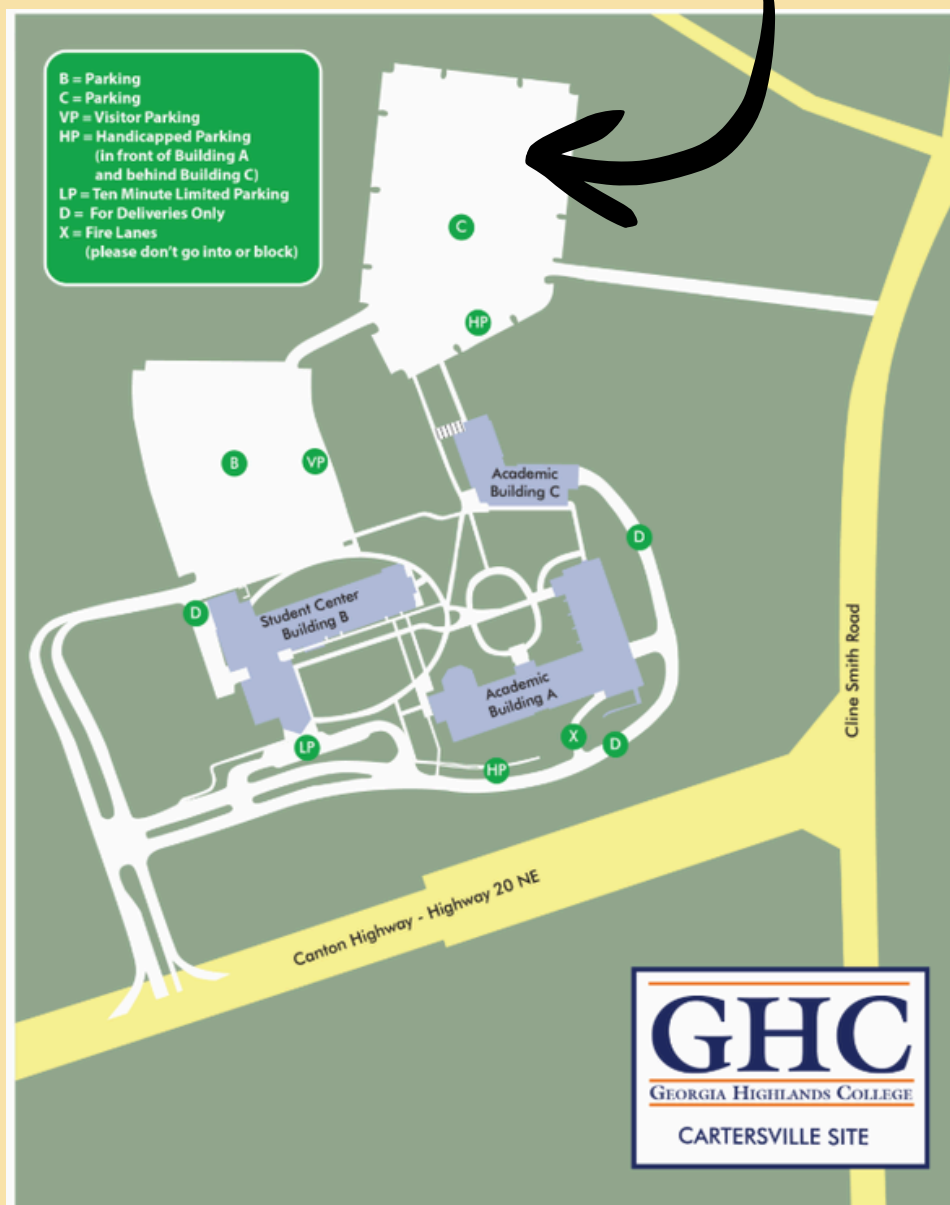 B = Parking
C = Parking
VP = Visitor Parking
HP = Handicapped Parking
(in front of Building A
and behind Building C)
LP = Ten Minute Limited Parking
D = For Deliveries Only
X = Fire Lanes
(please don't go into or block)
C
HP
B
VP
Academic
Building C
D
D
Student Center
Building B
Academic
Building A
LP
X
D
HP
Cline Smith Road
Canton Highway - Highway 20 NE
GHC
GEORGIA HIGHLANDS COLLEGE
CARTERSVILLE SITE